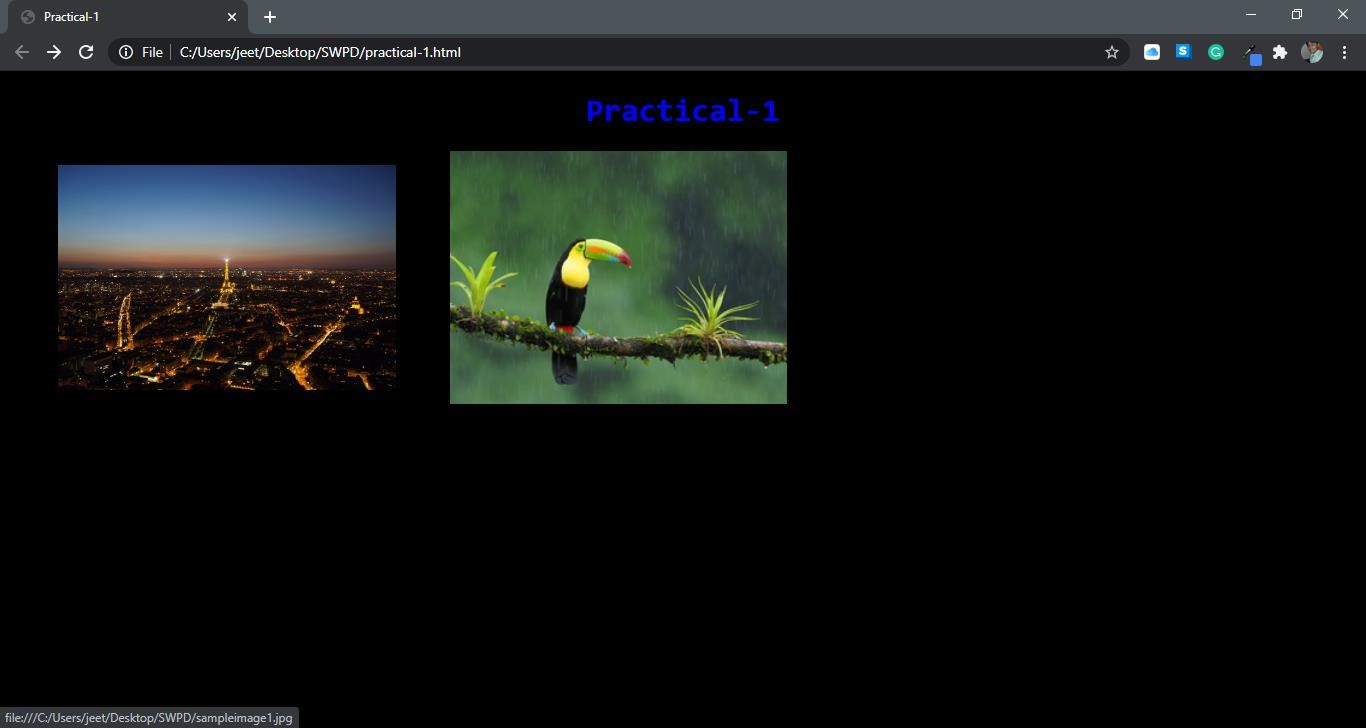 Practical-1
File C:/Users/jeet/Desktop/SWPD/practical-1.html
S
G
Practical-1
file:///C:/Users/jeet/Desktop/SWPD/sampleimage1.jpg